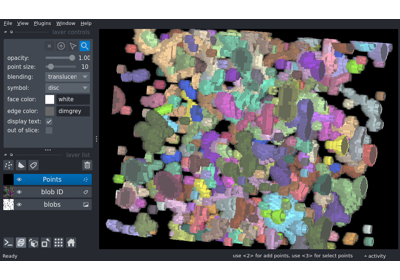 File View Plugins Window Help
layer controls
opacity: 1.00
point size: 10
blending: translucen
symbol: disc
face color: white
edge color: dimgrey
display text: ✓
out of slice:
layer list
Points
blob ID
blobs
Ready
use <2> for add points, use <3> for select points
activity